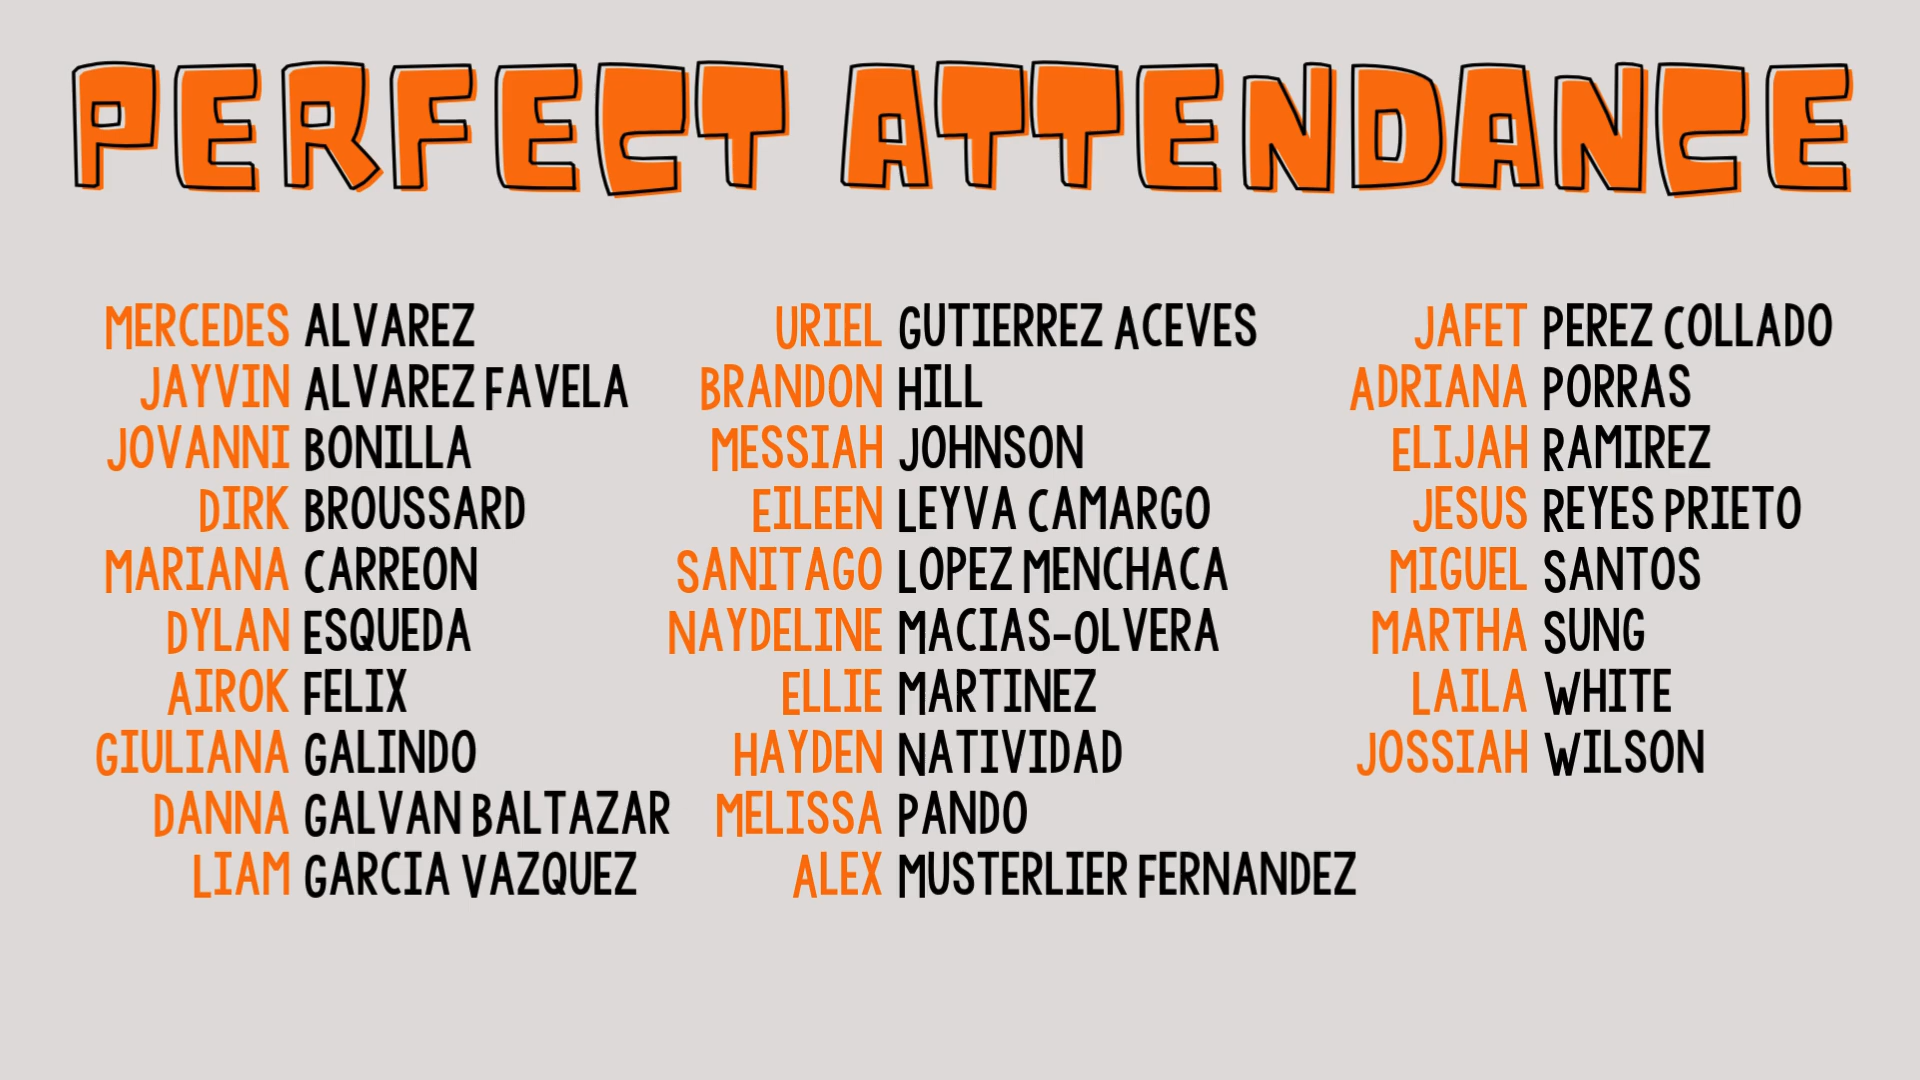 PERFECT ATTENDANCE
MERCEDES ALVAREZ
JAYVIN ALVAREZ FAVELA
JOVANNI BONILLA
DIRK BROUSSARD
MARIANA CARREON
DYLAN ESQUEDA
AIROK FELIX
GIULIANA GALINDO
DANNA GALVAN BALTAZAR
LIAM GARCIA VAZQUEZ
URIEL GUTIERREZ ACEVES
BRANDON HILL
MESSIAH JOHNSON
EILEEN LEYVA CAMARGO
SANITAGO LOPEZ MENCHACA
NAYDELINE MACIAS-OLVERA
ELLIE MARTINEZ
HAYDEN NATIVIDAD
MELISSA PANDO
ALEX MUSTERLIER FERNANDEZ
JAFET PEREZ COLLADO
ADRIANA PORRAS
ELIJAH RAMIREZ
JESUS REYES PRIETO
MIGUEL SANTOS
MARTHA SUNG
LAILA WHITE
JOSSIAH WILSON